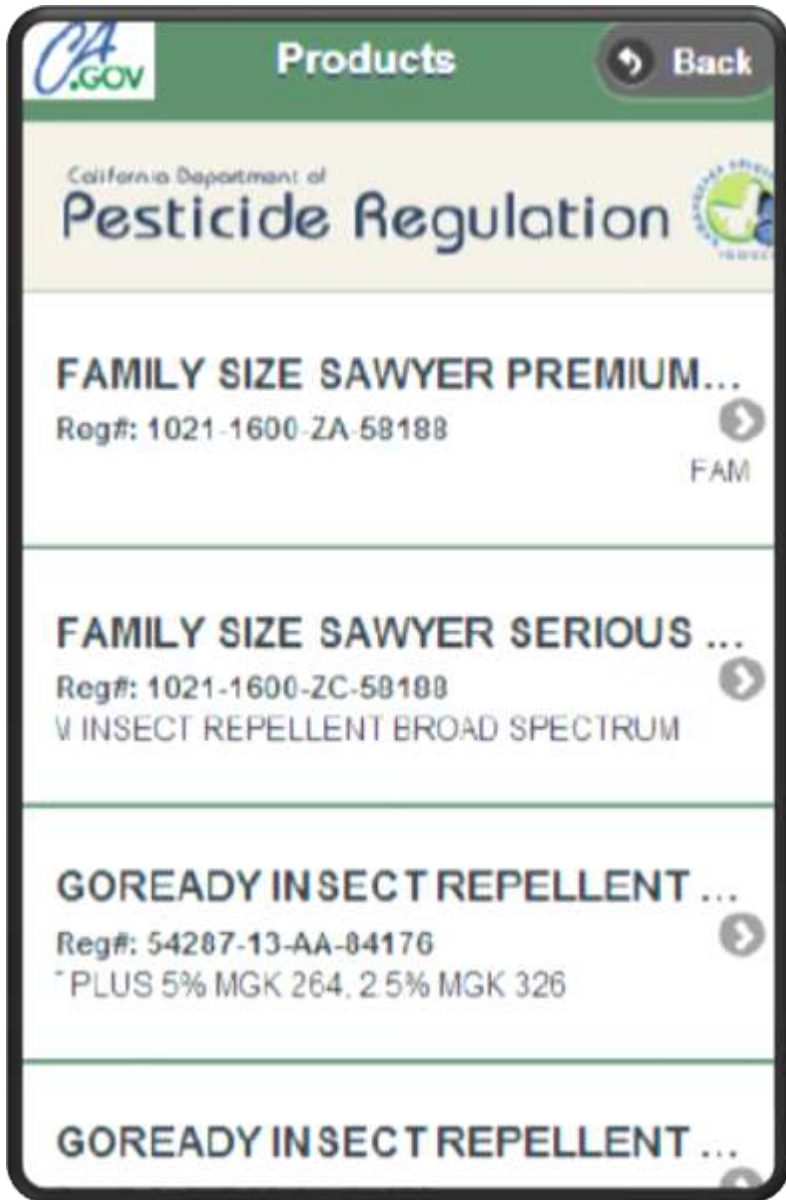 CA.GOV
Products
Back
California Department of
Pesticide Regulation
FAMILY SIZE SAWYER PREMIUM...
Reg#: 1021-1600-ZA-58188
FAM
FAMILY SIZE SAWYER SERIOUS ...
Reg#: 1021-1600-ZC-58188
INSECT REPELLENT BROAD SPECTRUM
GOREADY INSECT REPELLENT ...
Reg#: 54287-13-AA-84176
PLUS 5% MGK 264, 2.5% MGK 326
GOREADY INSECT REPELLENT ...